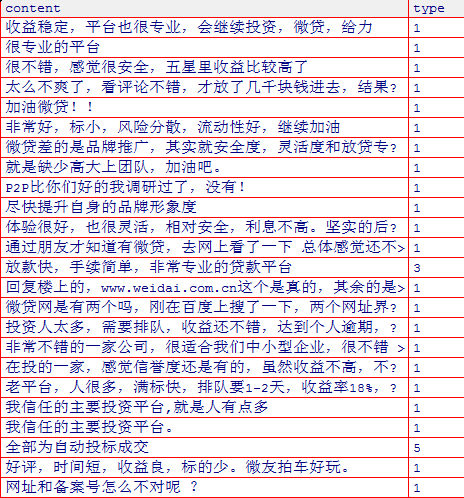 content type
收益稳定，平台也很专业，会继续投资，微贷，给力 1
很专业的平台 1
很不错，感觉很安全，五星里收益比较高了 1
太么不爽了，看评论不错，才放了几千块钱进去，结果? 1
加油微贷！！ 1
非常好，标小，风险分散，流动性好，继续加油 1
微贷差的是品牌推广，其实就安全度，灵活度和放贷专? 1
就是缺少高大上团队，加油吧。 1
P2P比你们好的我调研过了，没有！ 1
尽快提升自身的品牌形象度 1
体验很好，也很灵活，相对安全，利息不高。坚实的后? 1
通过朋友才知道有微贷，去网上看了一下 总体感觉还不> 1
放款快，手续简单，非常专业的贷款平台 3
回复楼上的，www.weidai.com.cn这个是真的，其余的是> 1
微贷网是有两个吗，刚在百度上搜了一下，两个网址界? 1
投资人太多，需要排队，收益还不错，达到个人逾期，? 1
非常不错的一家公司，很适合我们中小型企业，很不错 > 1
在投的一家，感觉信誉度还是有的，虽然收益不高，不? 1
老平台，人很多，满标快，排队要1-2天，收益率18%，? 1
我信任的主要投资平台,就是人有点多 1
我信任的主要投资平台。 1
全部为自动投标成交 5
好评，时间短，收益良，标的少。微友拍车好玩。 1
网址和备案号怎么不对呢 ？ 1